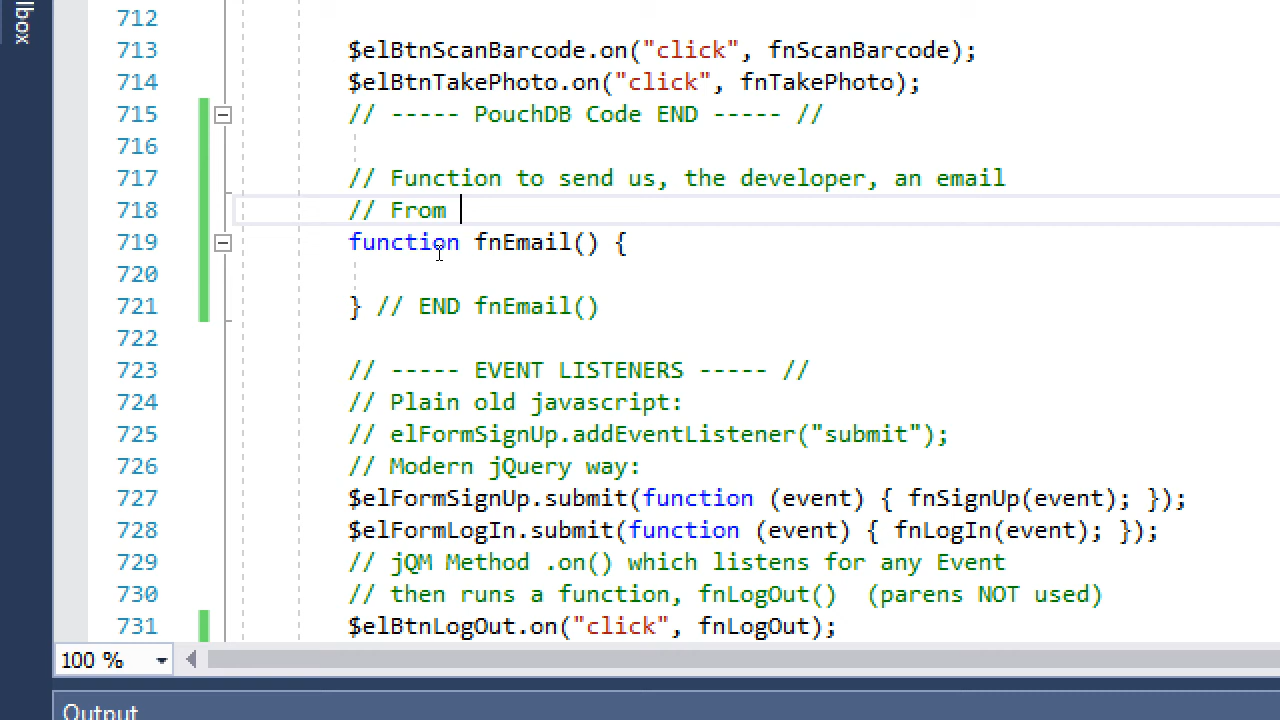 lbox
712
713 $elBtnScanBarcode.on("click", fnScanBarcode);
714 $elBtnTakePhoto.on("click", fnTakePhoto);
715 // ----- PouchDB Code END ----- //
716
717 // Function to send us, the developer, an email
718 // From
719 function fnEmail() {
720
721 } // END fnEmail()
722
723 // ----- EVENT LISTENERS ----- //
724 // Plain old javascript:
725 // elFormSignUp.addEventListener("submit");
726 // Modern jQuery way:
727 $elFormSignUp.submit(function (event) { fnSignUp(event); });
728 $elFormLogIn.submit(function (event) { fnLogIn(event); });
729 // jQM Method .on() which listens for any Event
730 // then runs a function, fnLogOut()  (parens NOT used)
731 $elBtnLogOut.on("click", fnLogOut);
100 %
Output